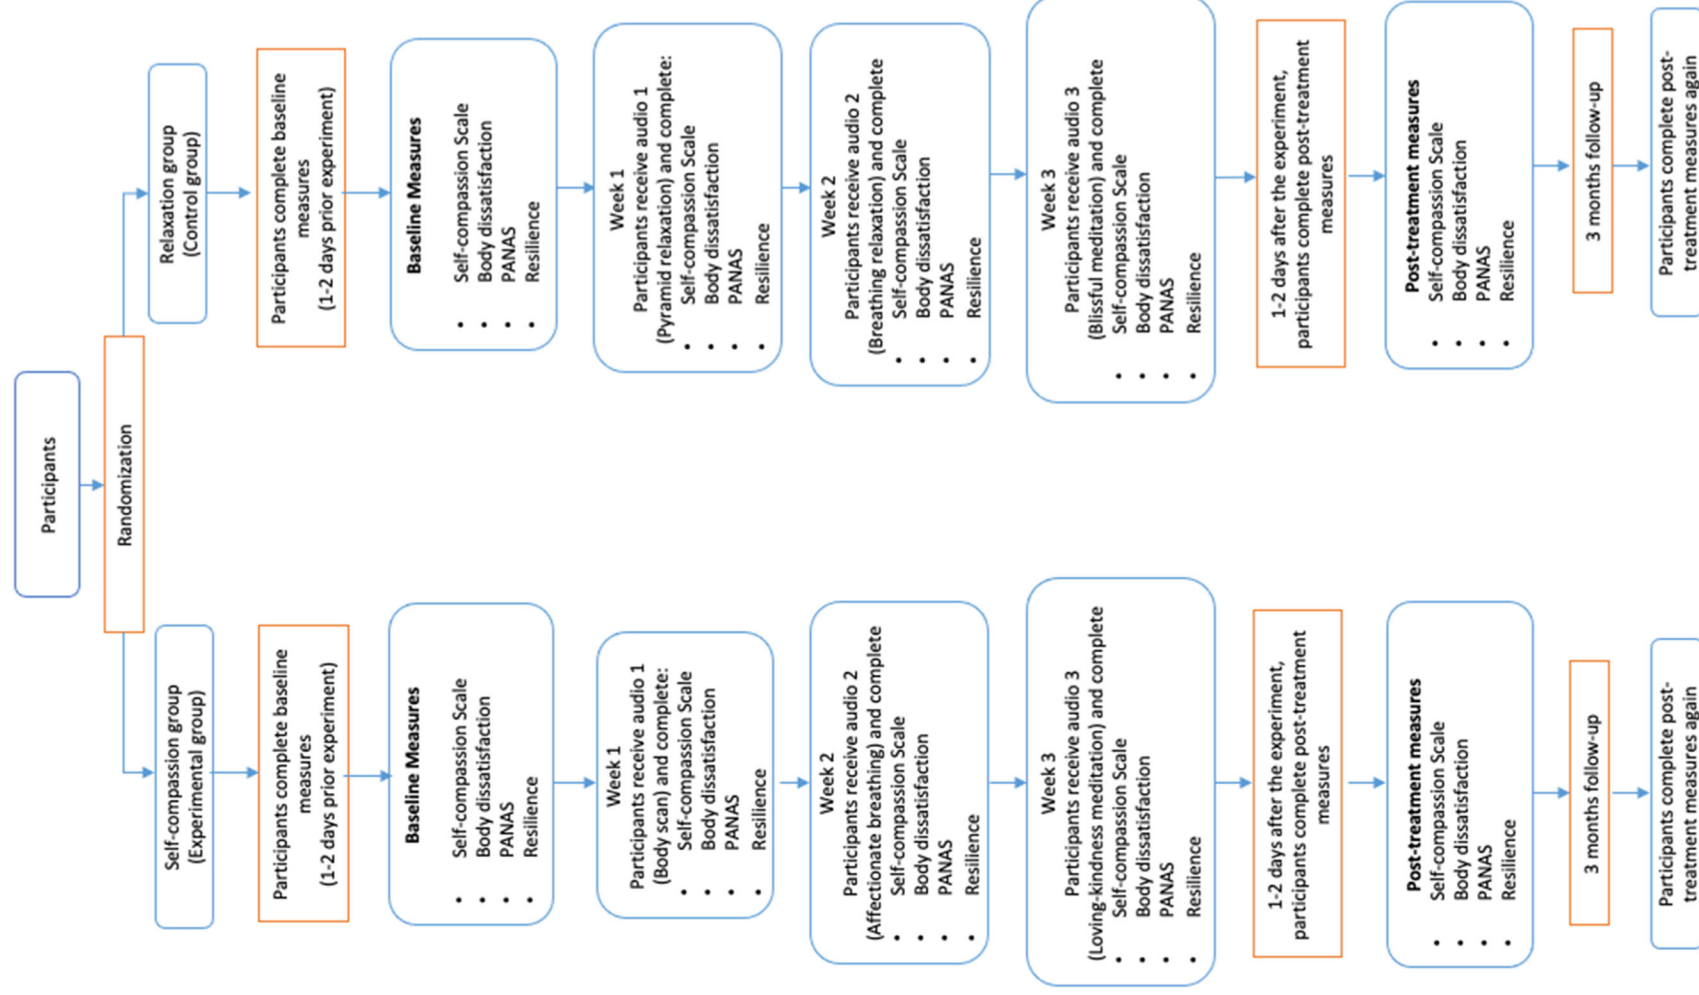 Participants
Randomization
Self-compassion group
(Experimental group)
Participants complete baseline
measures
(1-2 days prior experiment)
Baseline Measures
• Self-compassion Scale
• Body dissatisfaction
• PANAS
• Resilience
Week 1
Participants receive audio 1
(Body scan) and complete:
• Self-compassion Scale
• Body dissatisfaction
• PANAS
• Resilience
Week 2
Participants receive audio 2
(Affectionate breathing) and complete
• Self-compassion Scale
• Body dissatisfaction
• PANAS
• Resilience
Week 3
Participants receive audio 3
(Loving-kindness meditation) and complete
• Self-compassion Scale
• Body dissatisfaction
• PANAS
• Resilience
1-2 days after the experiment,
participants complete post-treatment
measures
Post-treatment measures
• Self-compassion Scale
• Body dissatisfaction
• PANAS
• Resilience
3 months follow-up
Participants complete post-
treatment measures again
Relaxation group
(Control group)
Participants complete baseline
measures
(1-2 days prior experiment)
Baseline Measures
• Self-compassion Scale
• Body dissatisfaction
• PANAS
• Resilience
Week 1
Participants receive audio 1
(Pyramid relaxation) and complete:
• Self-compassion Scale
• Body dissatisfaction
• PANAS
• Resilience
Week 2
Participants receive audio 2
(Breathing relaxation) and complete
• Self-compassion Scale
• Body dissatisfaction
• PANAS
• Resilience
Week 3
Participants receive audio 3
(Blissful meditation) and complete
• Self-compassion Scale
• Body dissatisfaction
• PANAS
• Resilience
1-2 days after the experiment,
participants complete post-treatment
measures
Post-treatment measures
• Self-compassion Scale
• Body dissatisfaction
• PANAS
• Resilience
3 months follow-up
Participants complete post-
treatment measures again